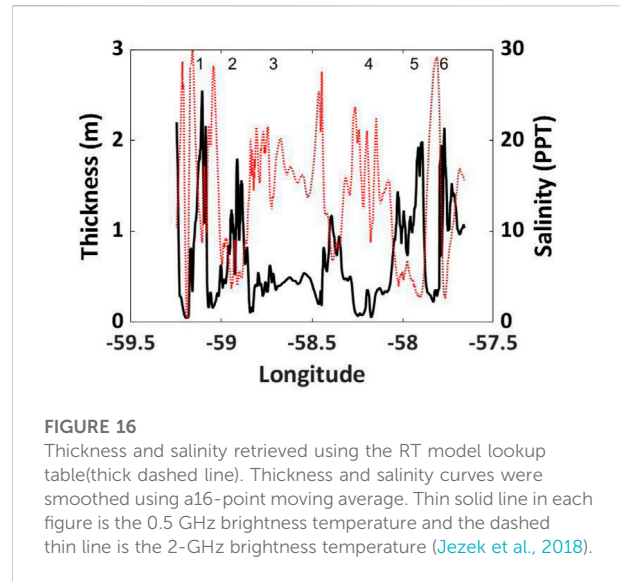 3
30
1 2 3 4 5 6
2
20
Thickness (m)
Salinity (PPT)
1
10
0
0
-59.5 -59 -58.5 -58 -57.5
Longitude
FIGURE 16
Thickness and salinity retrieved using the RT model lookup
table(thick dashed line). Thickness and salinity curves were
smoothed using a16-point moving average. Thin solid line in each
figure is the 0.5 GHz brightness temperature and the dashed
thin line is the 2-GHz brightness temperature (Jezek et al., 2018).